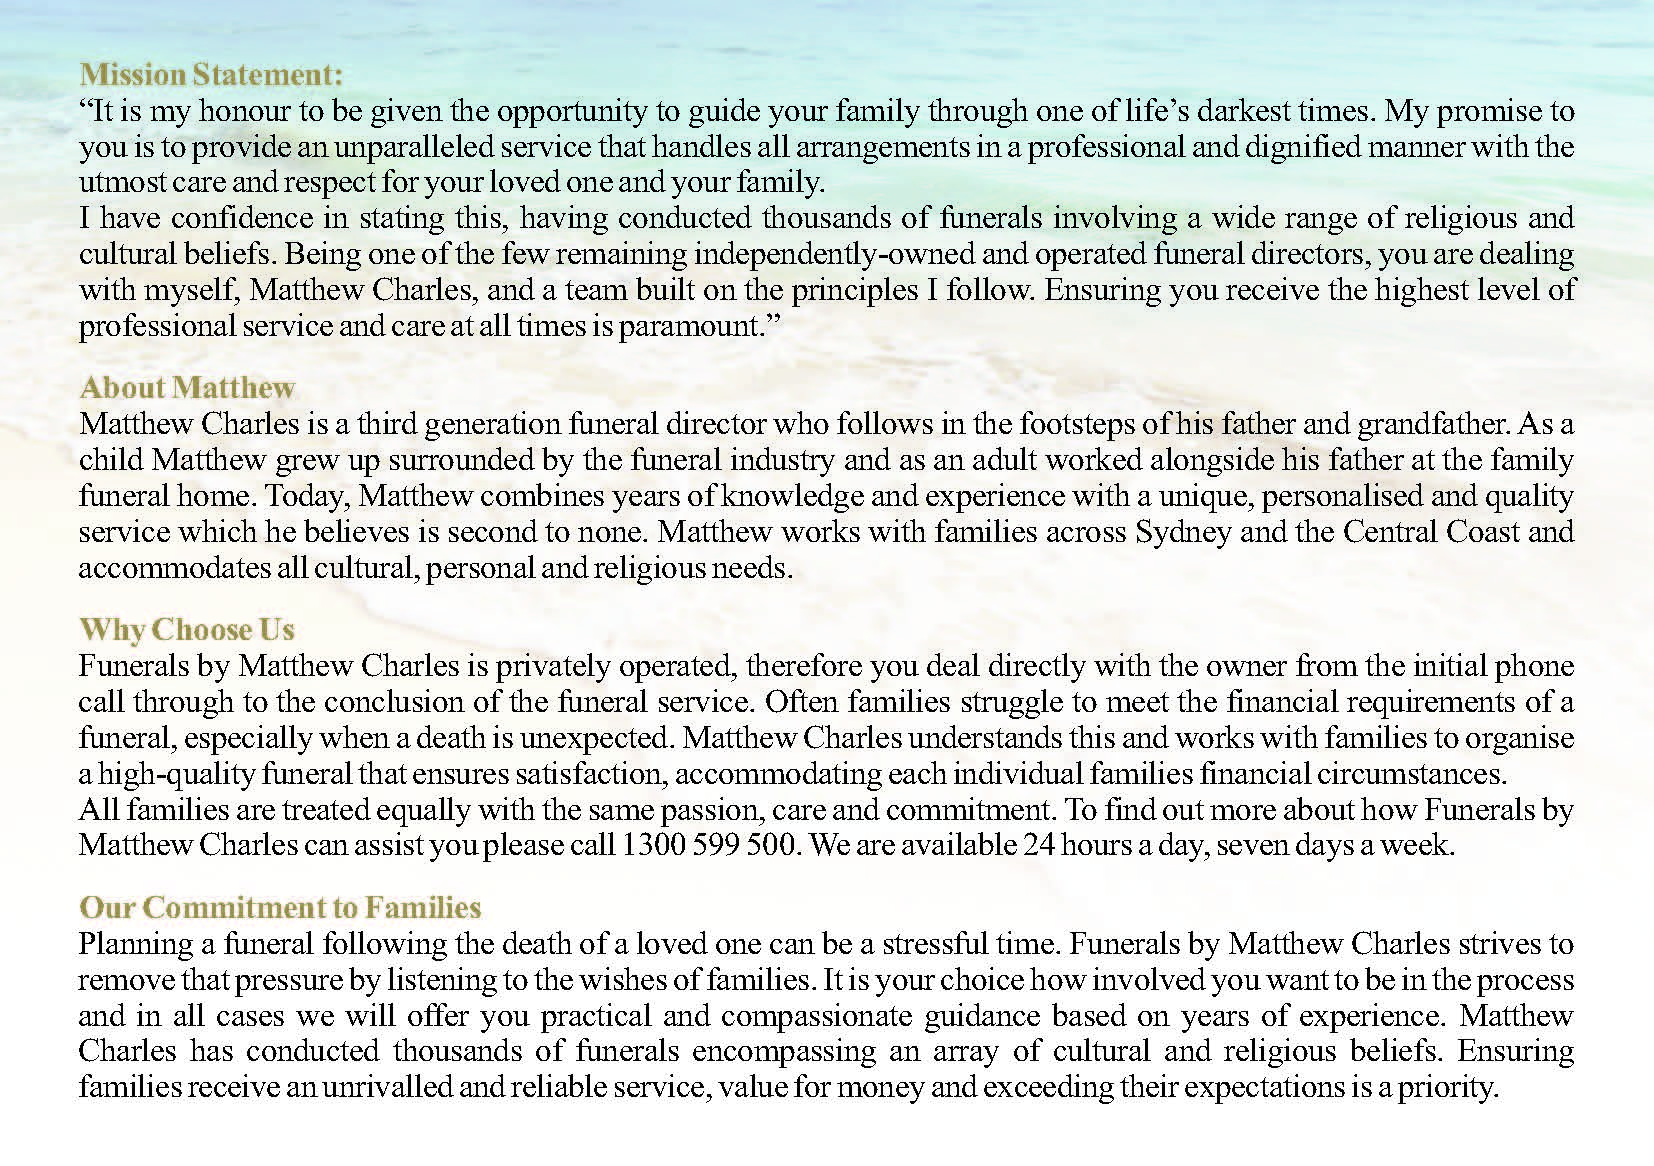 Mission Statement:
“It is my honour to be given the opportunity to guide your family through one of life’s darkest times. My promise to
you is to provide an unparalleled service that handles all arrangements in a professional and dignified manner with the
utmost care and respect for your loved one and your family.
I have confidence in stating this, having conducted thousands of funerals involving a wide range of religious and
cultural beliefs. Being one of the few remaining independently-owned and operated funeral directors, you are dealing
with myself, Matthew Charles, and a team built on the principles I follow. Ensuring you receive the highest level of
professional service and care at all times is paramount.”
About Matthew
Matthew Charles is a third generation funeral director who follows in the footsteps of his father and grandfather. As a
child Matthew grew up surrounded by the funeral industry and as an adult worked alongside his father at the family
funeral home. Today, Matthew combines years of knowledge and experience with a unique, personalised and quality
service which he believes is second to none. Matthew works with families across Sydney and the Central Coast and
accommodates all cultural, personal and religious needs.
Why Choose Us
Funerals by Matthew Charles is privately operated, therefore you deal directly with the owner from the initial phone
call through to the conclusion of the funeral service. Often families struggle to meet the financial requirements of a
funeral, especially when a death is unexpected. Matthew Charles understands this and works with families to organise
a high-quality funeral that ensures satisfaction, accommodating each individual families financial circumstances.
All families are treated equally with the same passion, care and commitment. To find out more about how Funerals by
Matthew Charles can assist you please call 1300 599 500. We are available 24 hours a day, seven days a week.
Our Commitment to Families
Planning a funeral following the death of a loved one can be a stressful time. Funerals by Matthew Charles strives to
remove that pressure by listening to the wishes of families. It is your choice how involved you want to be in the process
and in all cases we will offer you practical and compassionate guidance based on years of experience. Matthew
Charles has conducted thousands of funerals encompassing an array of cultural and religious beliefs. Ensuring
families receive an unrivalled and reliable service, value for money and exceeding their expectations is a priority.